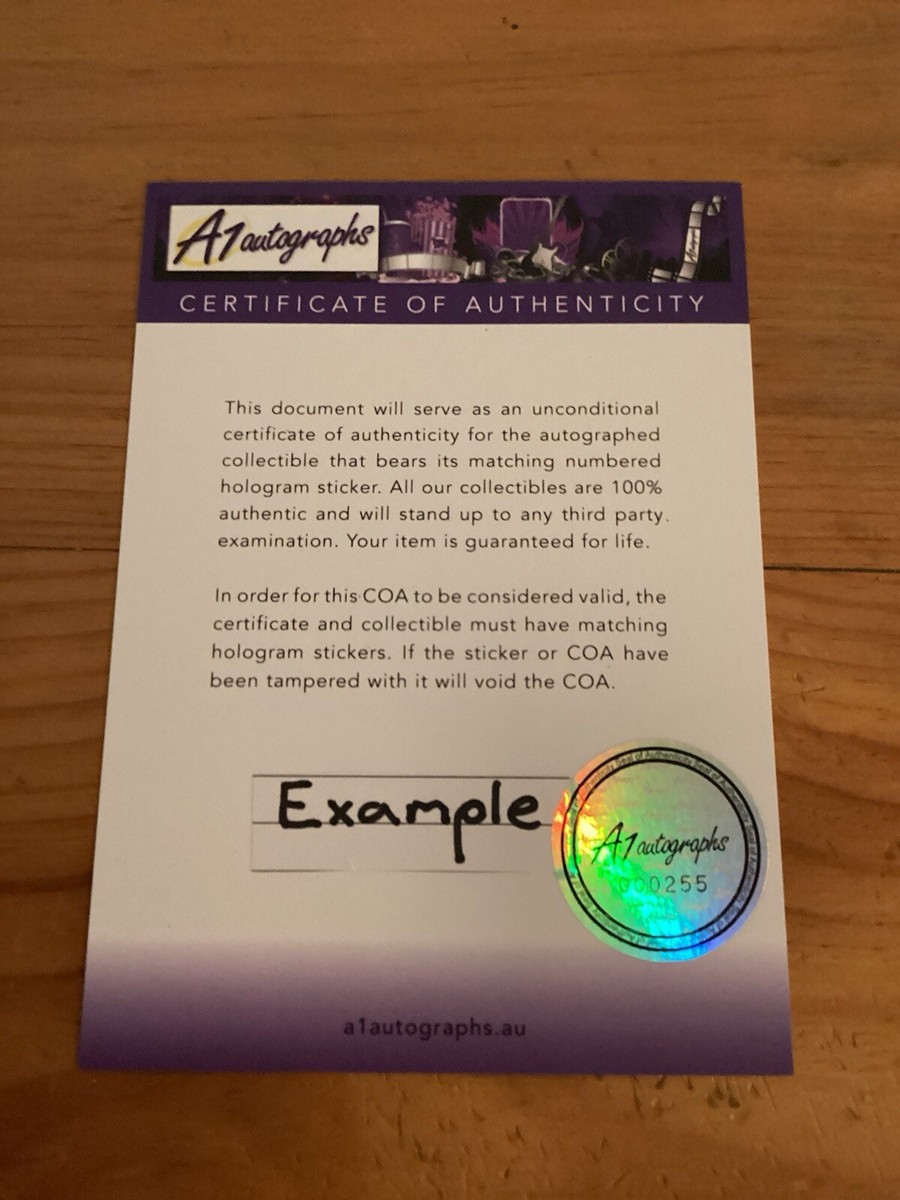 A1autographs
CERTIFICATE OF AUTHENTICITY
This document will serve as an unconditional
certificate of authenticity for the autographed
collectible that bears its matching numbered
hologram sticker. All our collectibles are 100%
authentic and will stand up to any third party.
examination. Your item is guaranteed for life.
In order for this COA to be considered valid, the
certificate and collectible must have matching
hologram stickers. If the sticker or COA have
been tampered with it will void the COA.
Example
A1autographs
000255
a1autographs.au